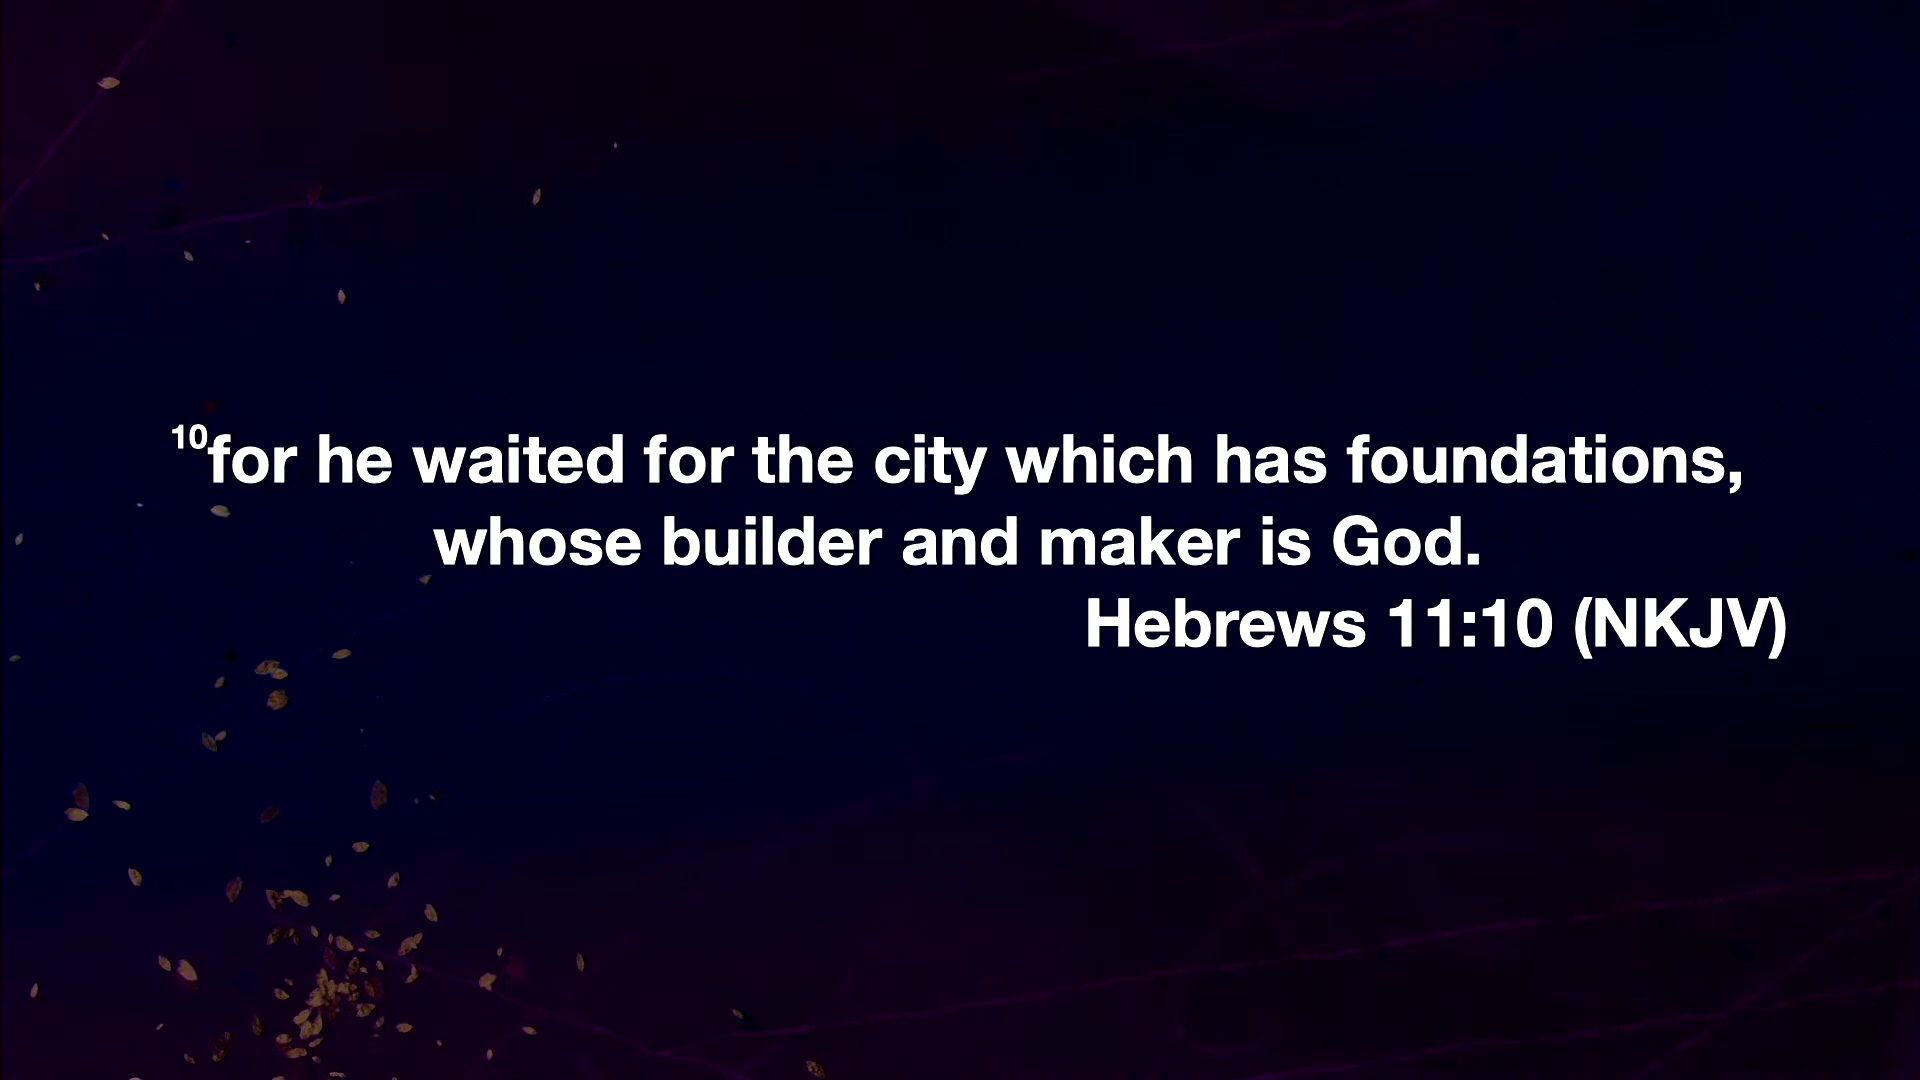 10for he waited for the city which has foundations,
whose builder and maker is God.
Hebrews 11:10 (NKJV)